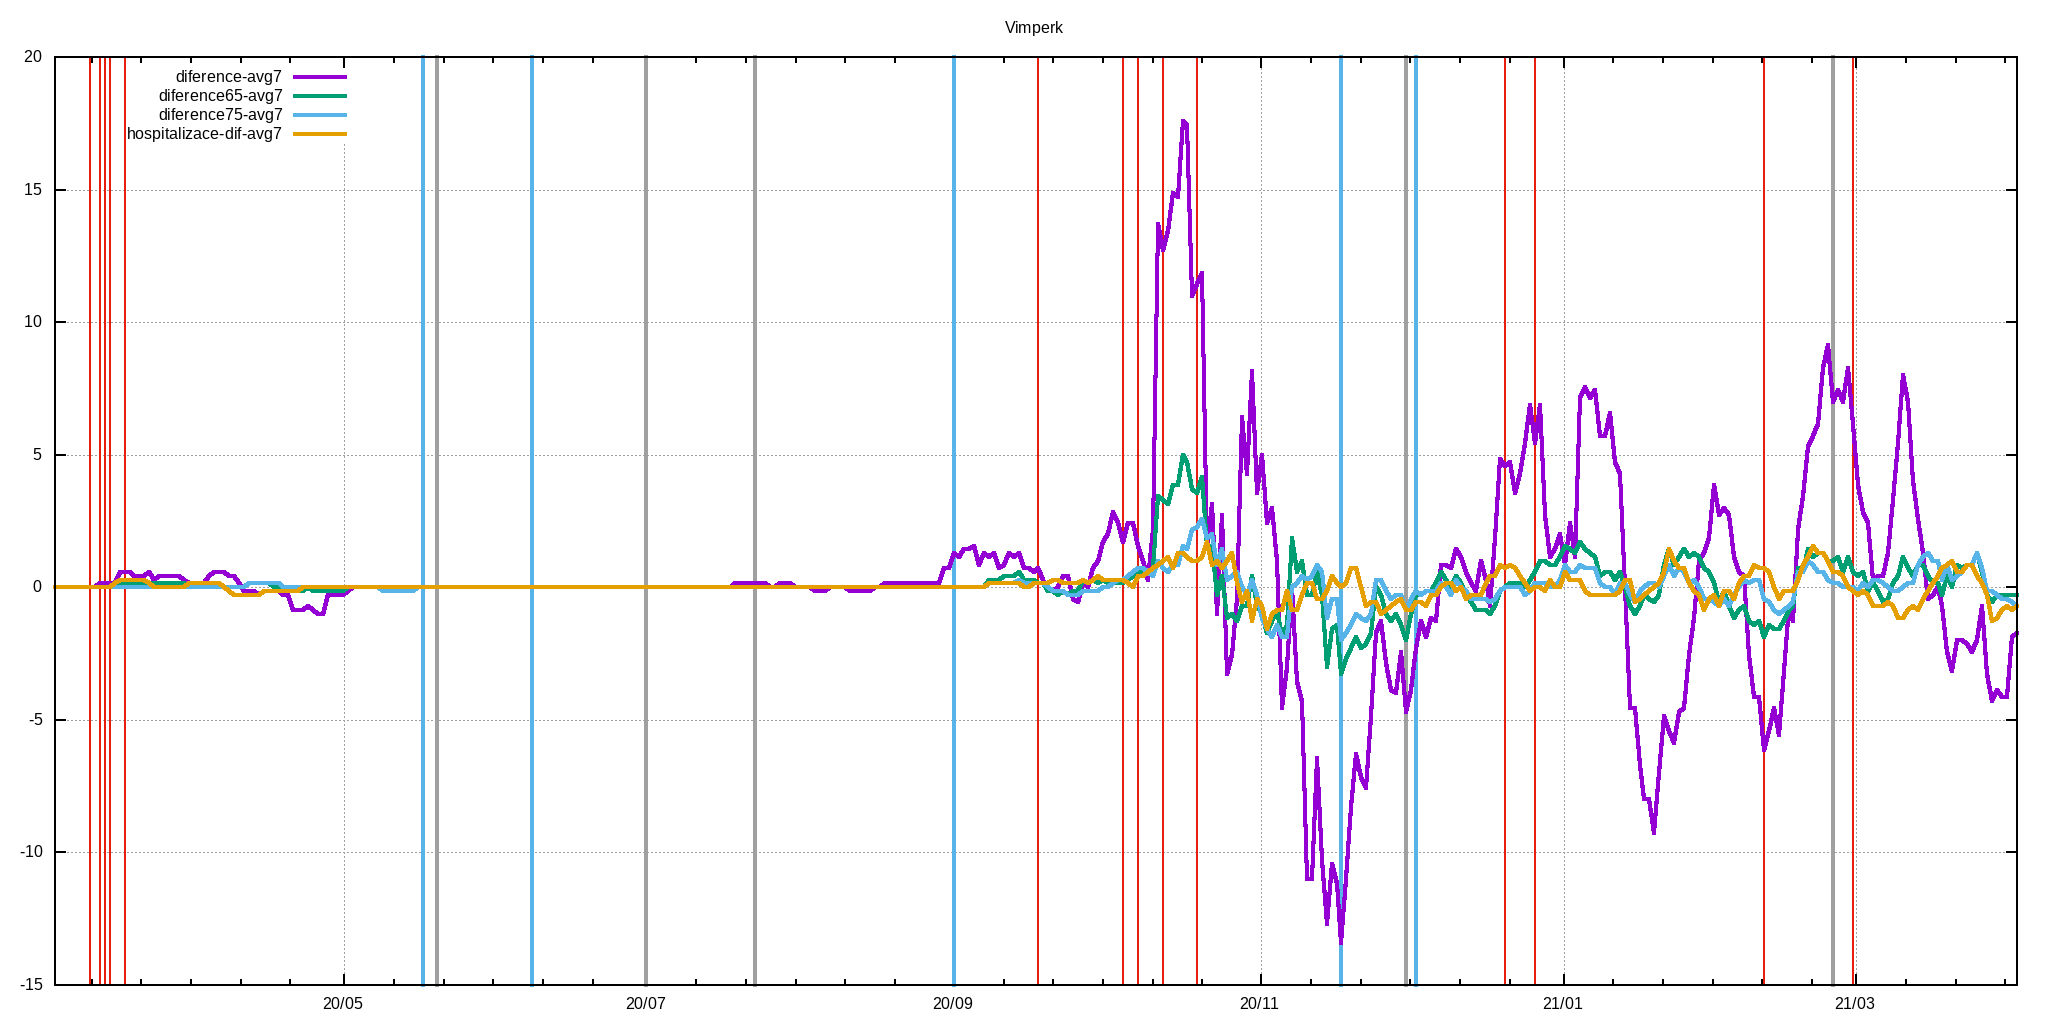 Vimperk
20
diference-avg7
diference65-avg7
diference75-avg7
hospitalizace-dif-avg7
15
10
5
0
-5
-10
-15
20/05 20/07 20/09 20/11 21/01 21/03